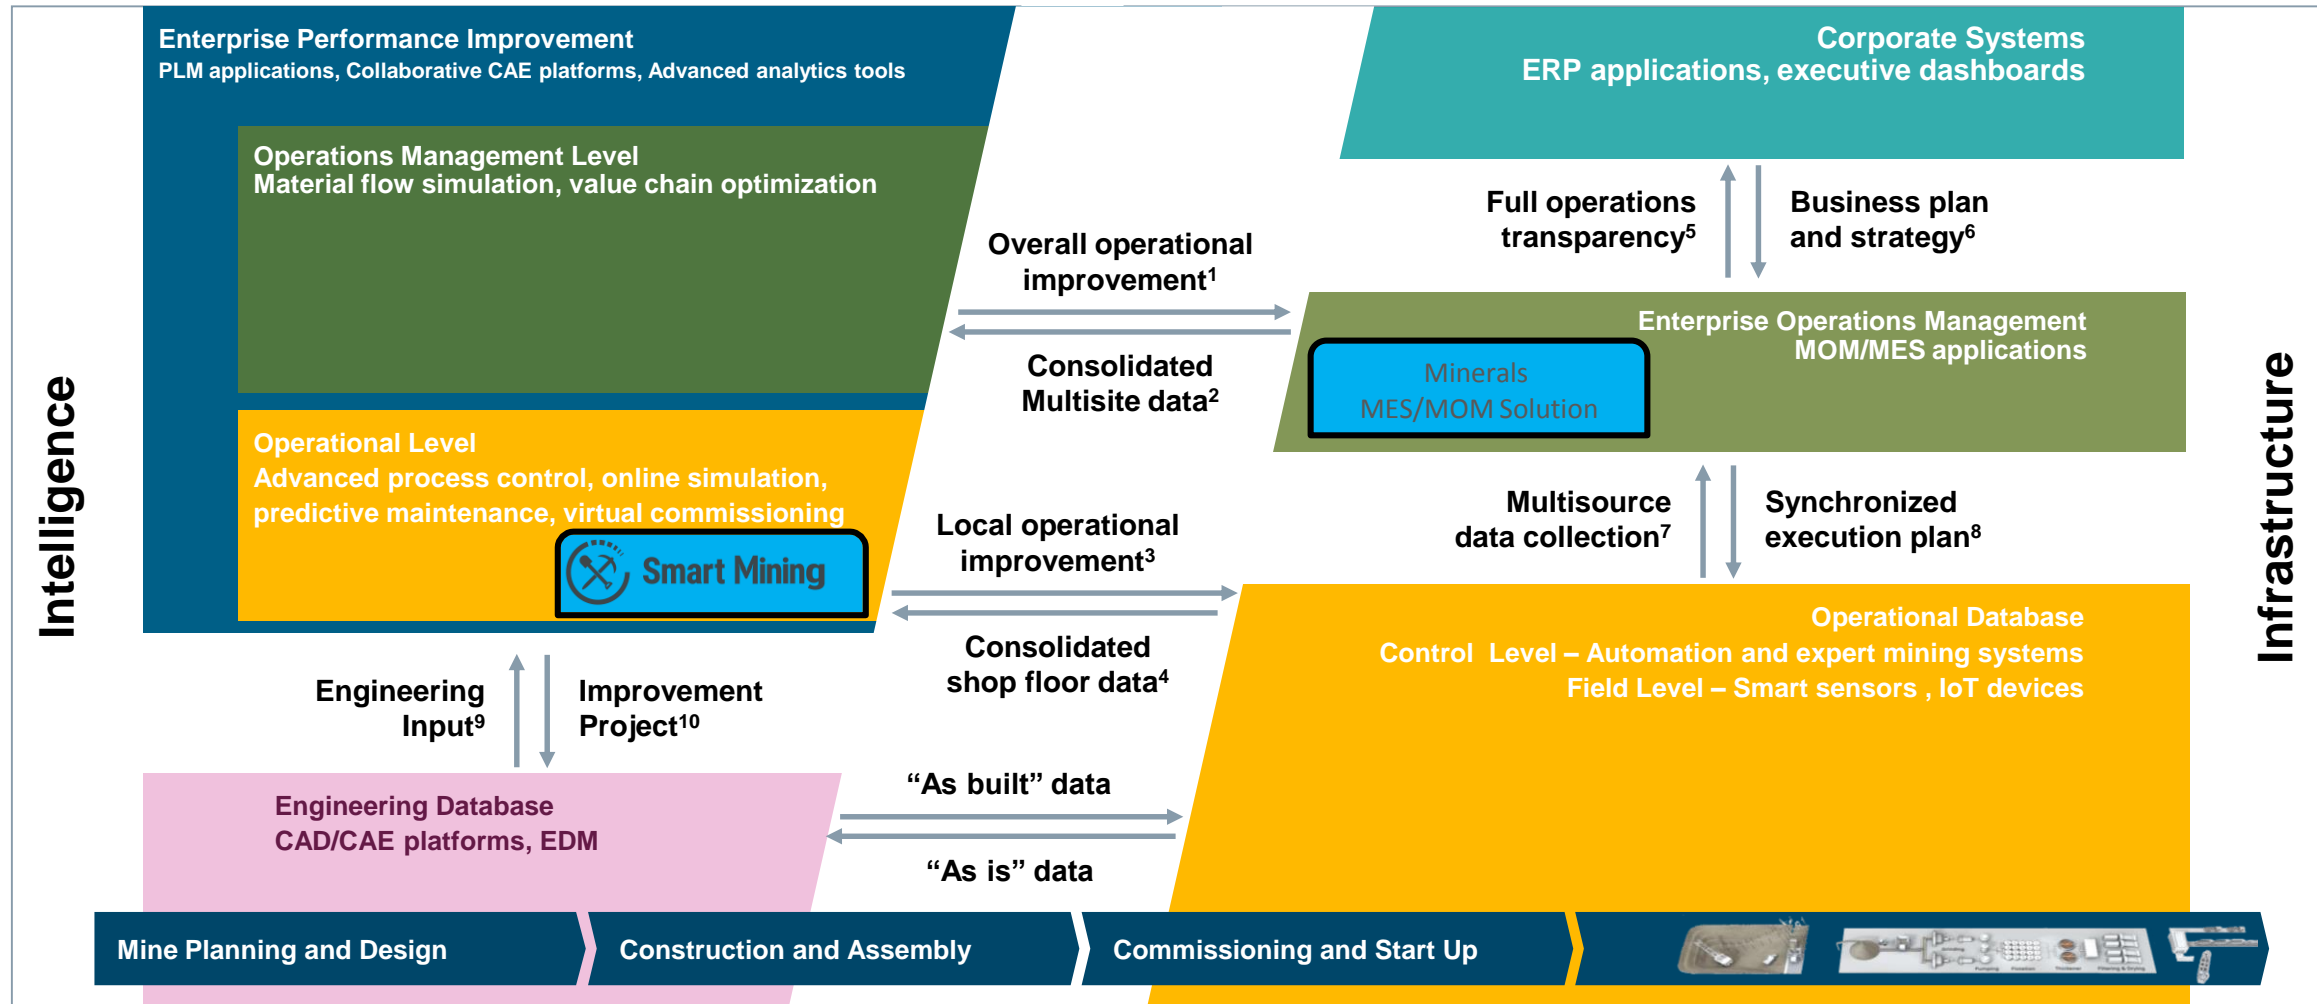 Enterprise Performance Improvement
PLM applications, Collaborative CAE platforms, Advanced analytics tools
Corporate Systems
ERP applications, executive dashboards
Operations Management Level
Material flow simulation, value chain optimization
Full operations
transparency⁵
Business plan
and strategy⁶
Overall operational
improvement¹
Consolidated
Multisite data²
Enterprise Operations Management
MOM/MES applications
Minerals
MES/MOM Solution
Intelligence
Infrastructure
Operational Level
Advanced process control, online simulation,
predictive maintenance, virtual commissioning
Smart Mining
Local operational
improvement³
Consolidated
shop floor data⁴
Multisource
data collection⁷
Synchronized
execution plan⁸
Operational Database
Control Level – Automation and expert mining systems
Field Level – Smart sensors , IoT devices
Engineering
Input⁹
Improvement
Project¹⁰
Engineering Database
CAD/CAE platforms, EDM
“As built” data
“As is” data
Mine Planning and Design
Construction and Assembly
Commissioning and Start Up
Pumping
Flotation
Thickener
Filtering & Drying